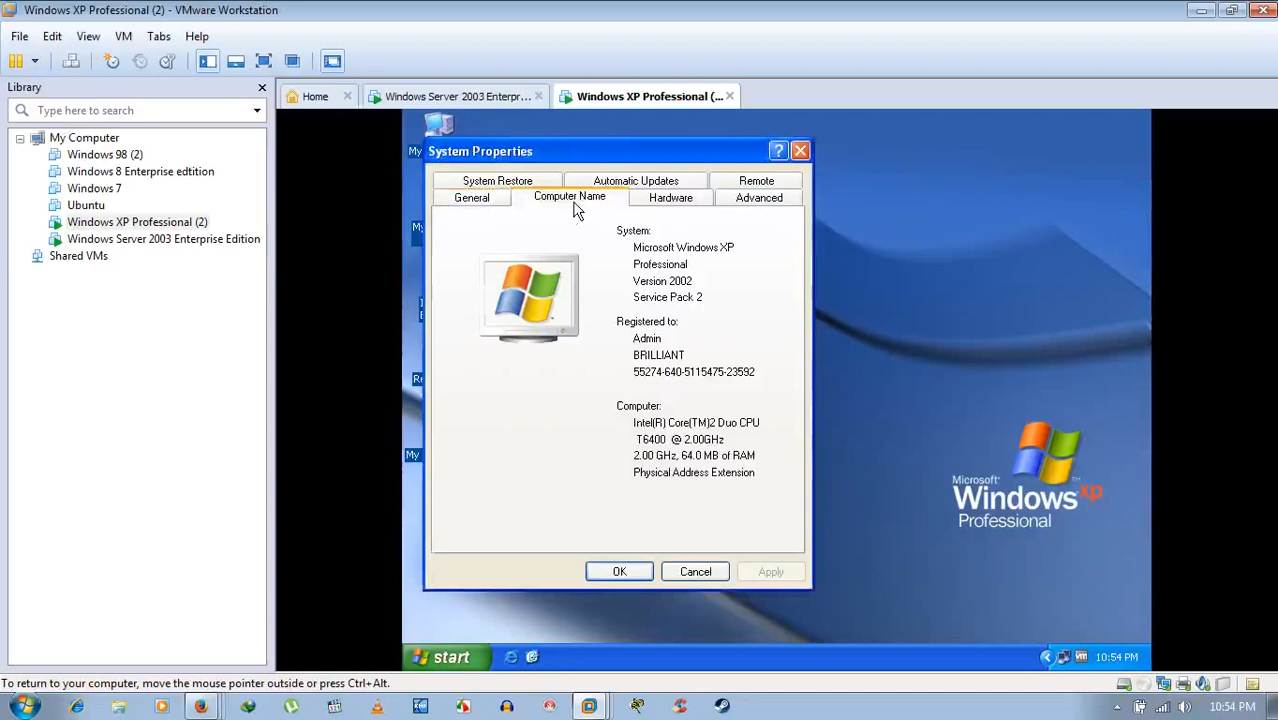 Windows XP Professional (2) - VMware Workstation
File Edit View VM Tabs Help
Library
Type here to search
My Computer
Windows 98 (2)
Windows 8 Enterprise edtition
Windows 7
Ubuntu
Windows XP Professional (2)
Windows Server 2003 Enterprise Edition
Shared VMs
Home
Windows Server 2003 Enterpr...
Windows XP Professional (...
My
System Properties
System Restore Automatic Updates Remote
General Computer Name Hardware Advanced
System:
Microsoft Windows XP
Professional
Version 2002
Service Pack 2
Registered to:
Admin
BRILLIANT
55274-640-5115475-23592
Computer:
Intel(R) Core(TM)2 Duo CPU
T6400 @ 2.00GHz
2.00 GHz, 64.0 MB of RAM
Physical Address Extension
OK Cancel Apply
My
Re
My
Microsoft
Windows xp
Professional
start
10:54 PM
To return to your computer, move the mouse pointer outside or press Ctrl+Alt.
10:54 PM